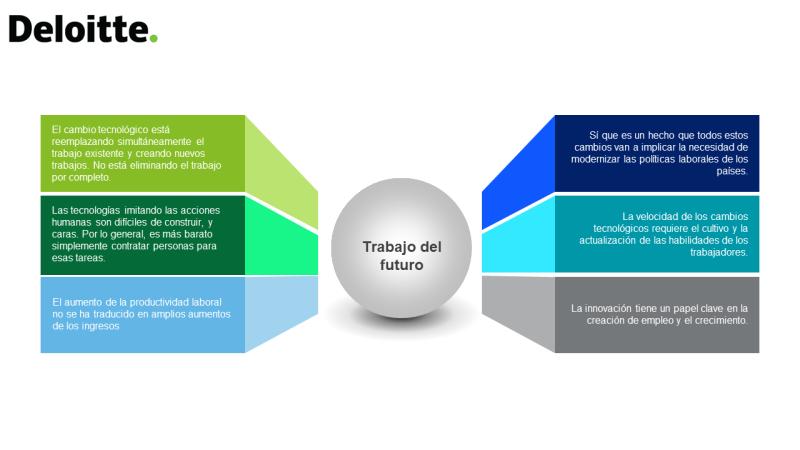 Deloitte.
El cambio tecnológico está
reemplazando simultáneamente el
trabajo existente y creando nuevos
trabajos. No está eliminando el trabajo
por completo.
Las tecnologías imitando las acciones
humanas son difíciles de construir, y
caras. Por lo general, es más barato
simplemente contratar personas para
esas tareas.
El aumento de la productividad laboral
no se ha traducido en amplios aumentos
de los ingresos
Trabajo del
futuro
Sí que es un hecho que todos estos
cambios van a implicar la necesidad de
modernizar las políticas laborales de los
países.
La velocidad de los cambios
tecnológicos requiere el cultivo y la
actualización de las habilidades de los
trabajadores.
La innovación tiene un papel clave en la
creación de empleo y el crecimiento.